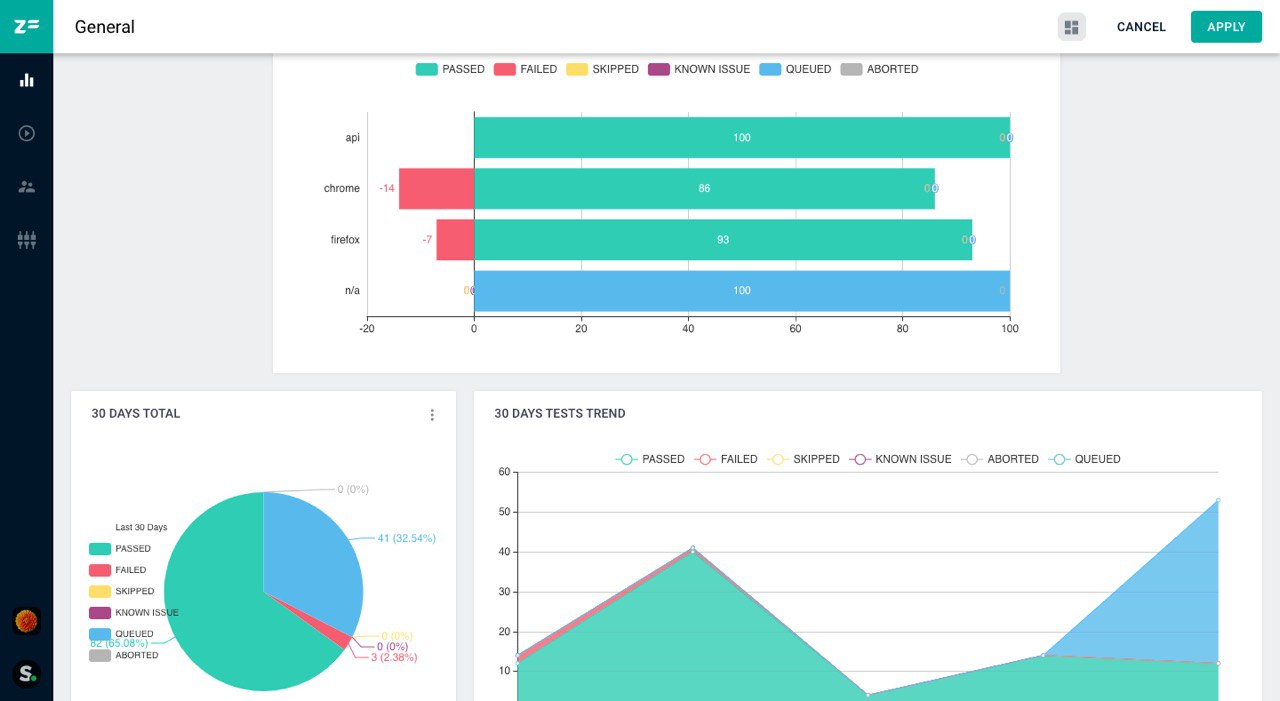 General
CANCEL
APPLY
PASSED FAILED SKIPPED KNOWN ISSUE QUEUED ABORTED
api 100 0
chrome -14 86 0
firefox -7 93 0
n/a 0 100 0
-20 0 20 40 60 80 100
30 DAYS TOTAL
0 (0%)
41 (32.54%)
Last 30 Days
PASSED
FAILED
SKIPPED
KNOWN ISSUE
QUEUED
82 (65.08%)
ABORTED
0 (0%)
0 (0%)
3 (2.38%)
30 DAYS TESTS TREND
PASSED FAILED SKIPPED KNOWN ISSUE ABORTED QUEUED
60
50
40
30
20
10